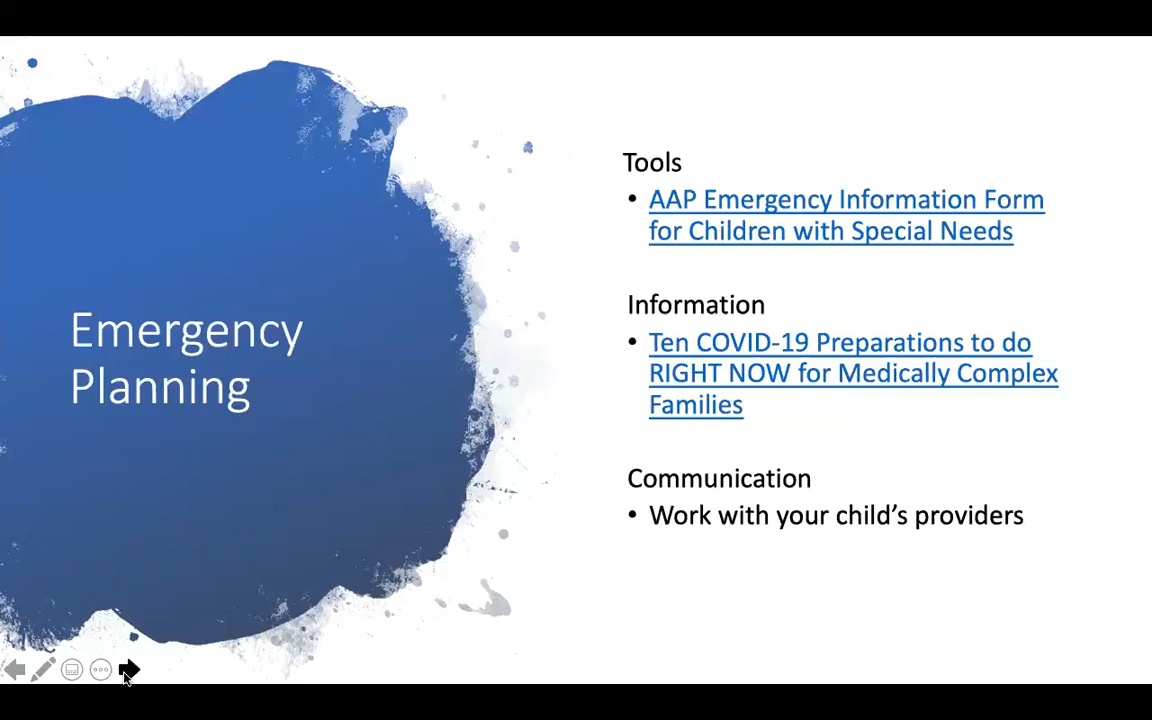 Emergency
Planning
Tools
• AAP Emergency Information Form
for Children with Special Needs
Information
• Ten COVID-19 Preparations to do
RIGHT NOW for Medically Complex
Families
Communication
• Work with your child’s providers